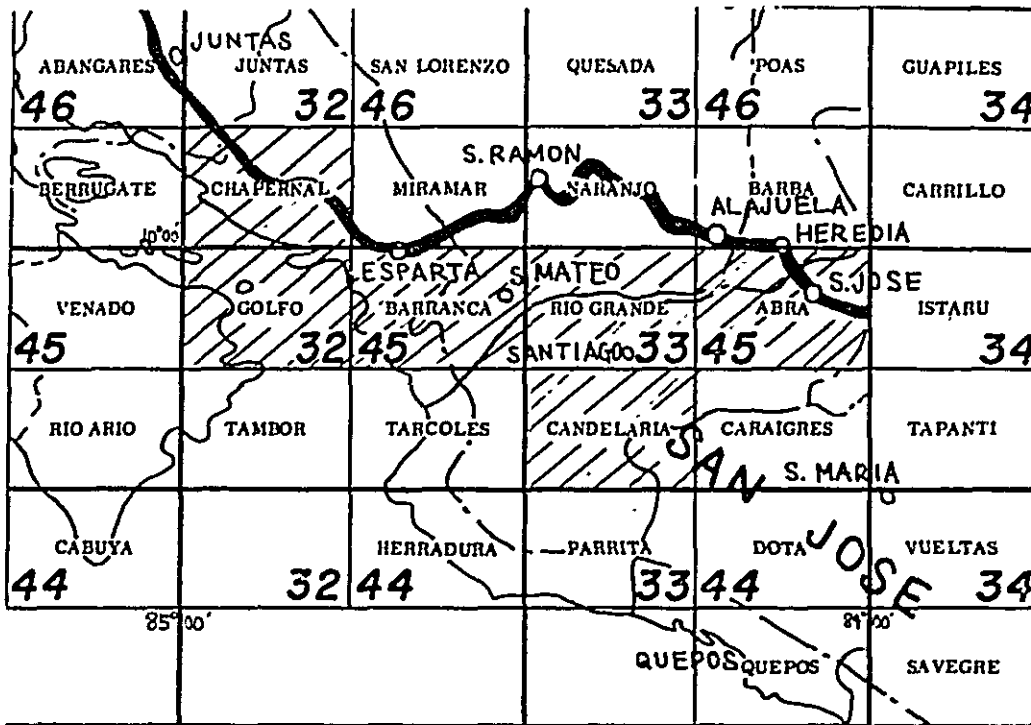 JUNTAS
ABANGARES JUNTAS SAN LORENZO QUESADA POAS GUAPILES
46 32 46 33 46 34
S. RAMON
BERRUGATE CHAPERNAL MIRAMAR NARANJO BARBA CARRILLO
ALAJUELA
10°00' HEREDIA
ESPARTA S. MATEO S. JOSE
VENADO GOLFO BARRANCA RIO GRANDE ABRA ISTARU
45 32 45 SANTIAGO 33 45 34
RIO ARIO TAMBOR TARCOLES CANDELARIA CARAIGRES TAPANTI
SAN JOSE
S. MARIA
CABUYA HERRADURA PARRITA DOTA VUELTAS
44 32 44 33 44 34
85°00'
QUEPOS QUEPOS SAVEGRE